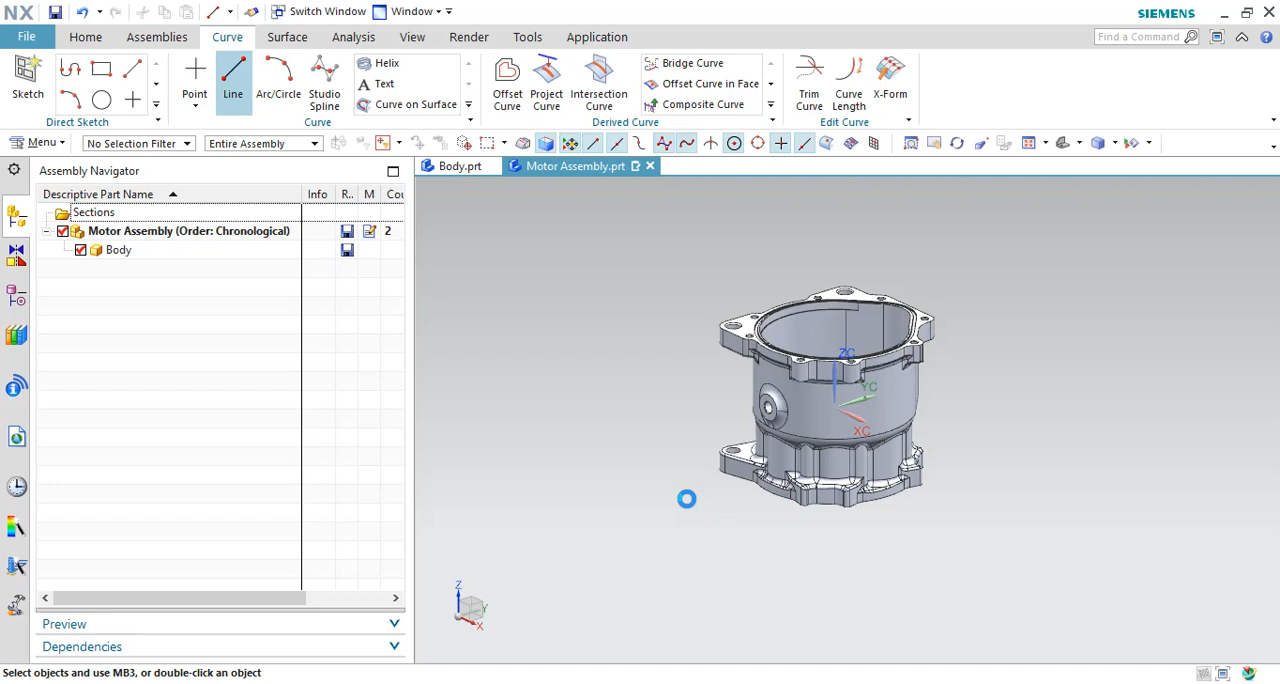 NX Switch Window Window SIEMENS
File Home Assemblies Curve Surface Analysis View Render Tools Application Find a Command
Sketch
Direct Sketch
Point Line Arc/Circle Studio Spline
Helix
Text
Curve on Surface
Curve
Offset Curve Project Curve Intersection Curve
Bridge Curve
Offset Curve in Face
Composite Curve
Derived Curve
Trim Curve Curve Length X-Form
Edit Curve
Menu No Selection Filter Entire Assembly
Assembly Navigator
Body.prt Motor Assembly.prt
Descriptive Part Name Info R.. M Cou
Sections
Motor Assembly (Order: Chronological) 2
Body
ZC
YC
XC
Z
Y
X
Preview
Dependencies
Select objects and use MB3, or double-click an object